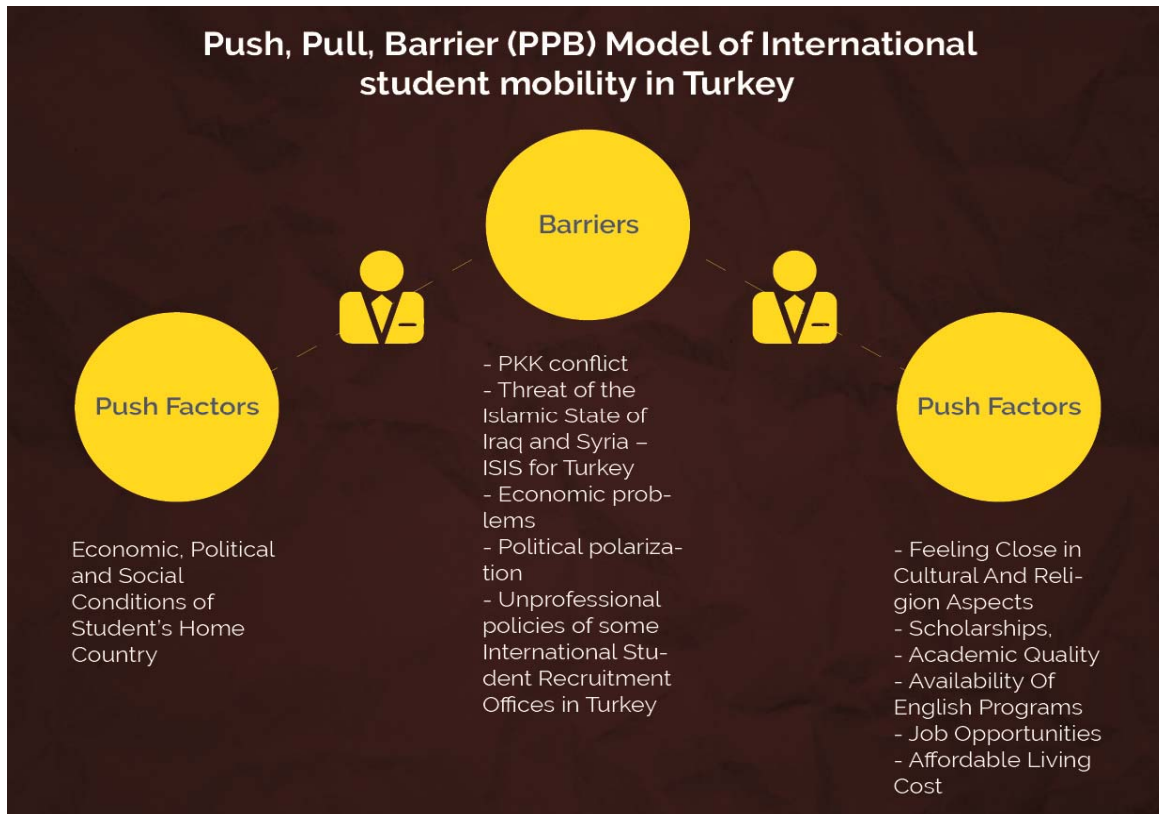 Push, Pull, Barrier (PPB) Model of International
student mobility in Turkey
Barriers
- PKK conflict
- Threat of the
Islamic State of
Iraq and Syria –
ISIS for Turkey
- Economic prob-
lems
- Political polariza-
tion
- Unprofessional
policies of some
International Stu-
dent Recruitment
Offices in Turkey
Push Factors
Economic, Political
and Social
Conditions of
Student's Home
Country
Push Factors
- Feeling Close in
Cultural And Reli-
gion Aspects
- Scholarships,
- Academic Quality
- Availability Of
English Programs
- Job Opportunities
- Affordable Living
Cost